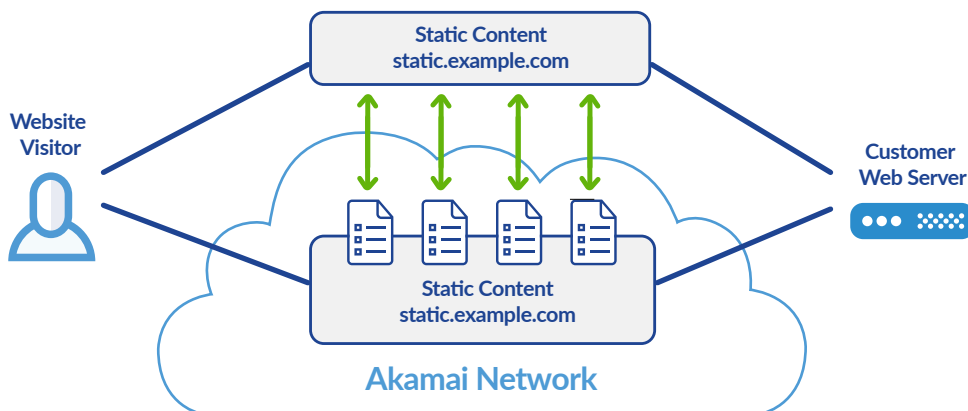 Static Content
static.example.com
Website
Visitor
Customer
Web Server
Static Content
static.example.com
Akamai Network